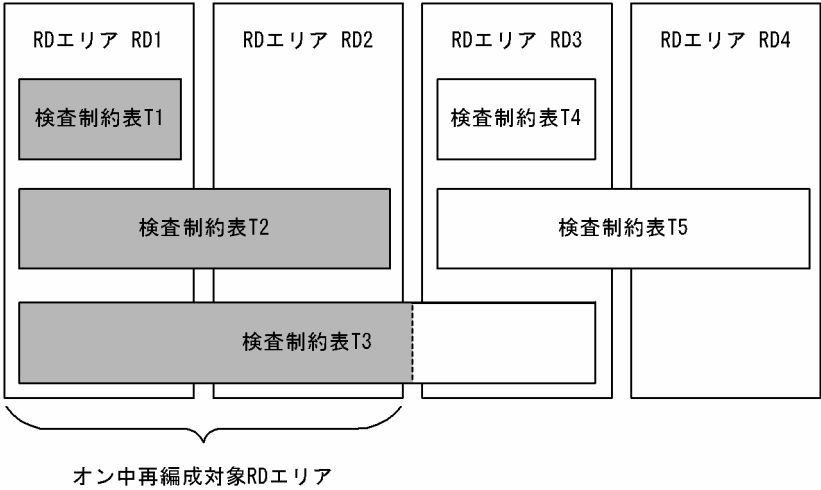 RDエリア RD1
RDエリア RD2
RDエリア RD3
RDエリア RD4
検査制約表T1
検査制約表T4
検査制約表T2
検査制約表T5
検査制約表T3
オン中再編成対象RDエリア